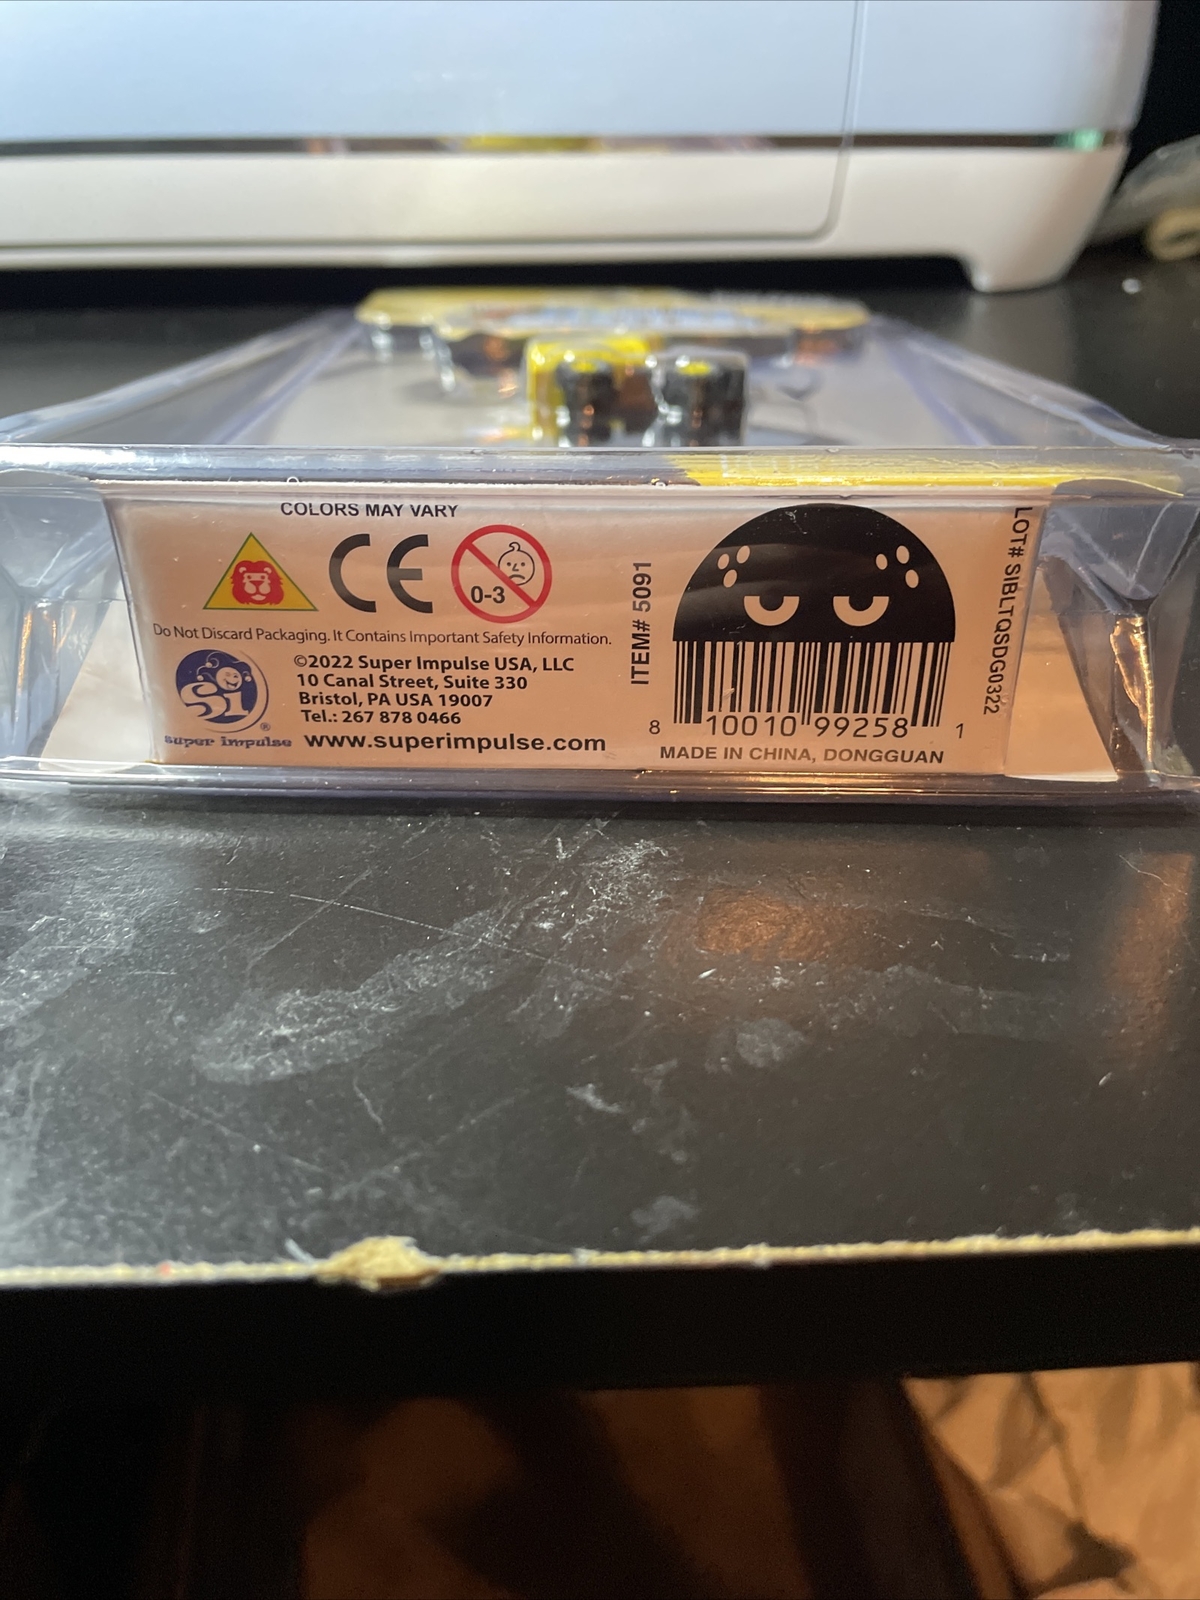 COLORS MAY VARY
CE
0-3
Do Not Discard Packaging. It Contains Important Safety Information.
Si
®
super impulse
©2022 Super Impulse USA, LLC
10 Canal Street, Suite 330
Bristol, PA USA 19007
Tel.: 267 878 0466
www.superimpulse.com
ITEM# 5091
8 10010 99258 1
MADE IN CHINA, DONGGUAN
LOT# SIBLTQSDG0322